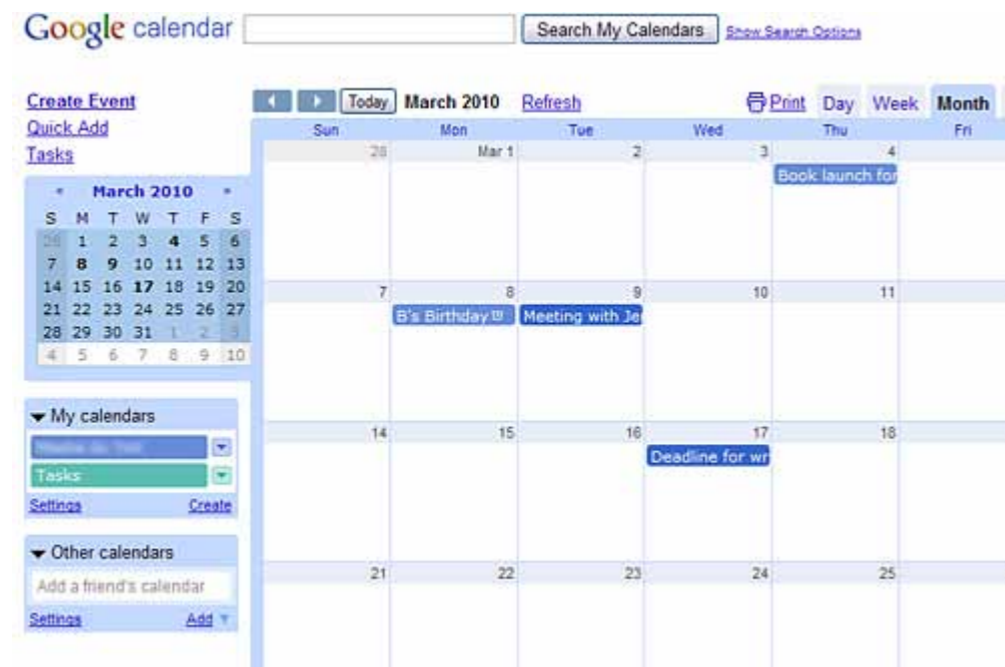 Google calendar Search My Calendars Show Search Options
Create Event
Quick Add
Tasks
Today March 2010 Refresh Print Day Week Month
Sun Mon Tue Wed Thu Fri
« March 2010 »
S M T W T F S
28 1 2 3 4 5 6
7 8 9 10 11 12 13
14 15 16 17 18 19 20
21 22 23 24 25 26 27
28 29 30 31 1 2 3
4 5 6 7 8 9 10
My calendars
Tasks
Settings Create
Other calendars
Add a friend's calendar
Settings Add
28 Mar 1 2 3 4
Book launch for
7 8 9 10 11
B's Birthday Meeting with Je
14 15 16 17 18
Deadline for wr
21 22 23 24 25